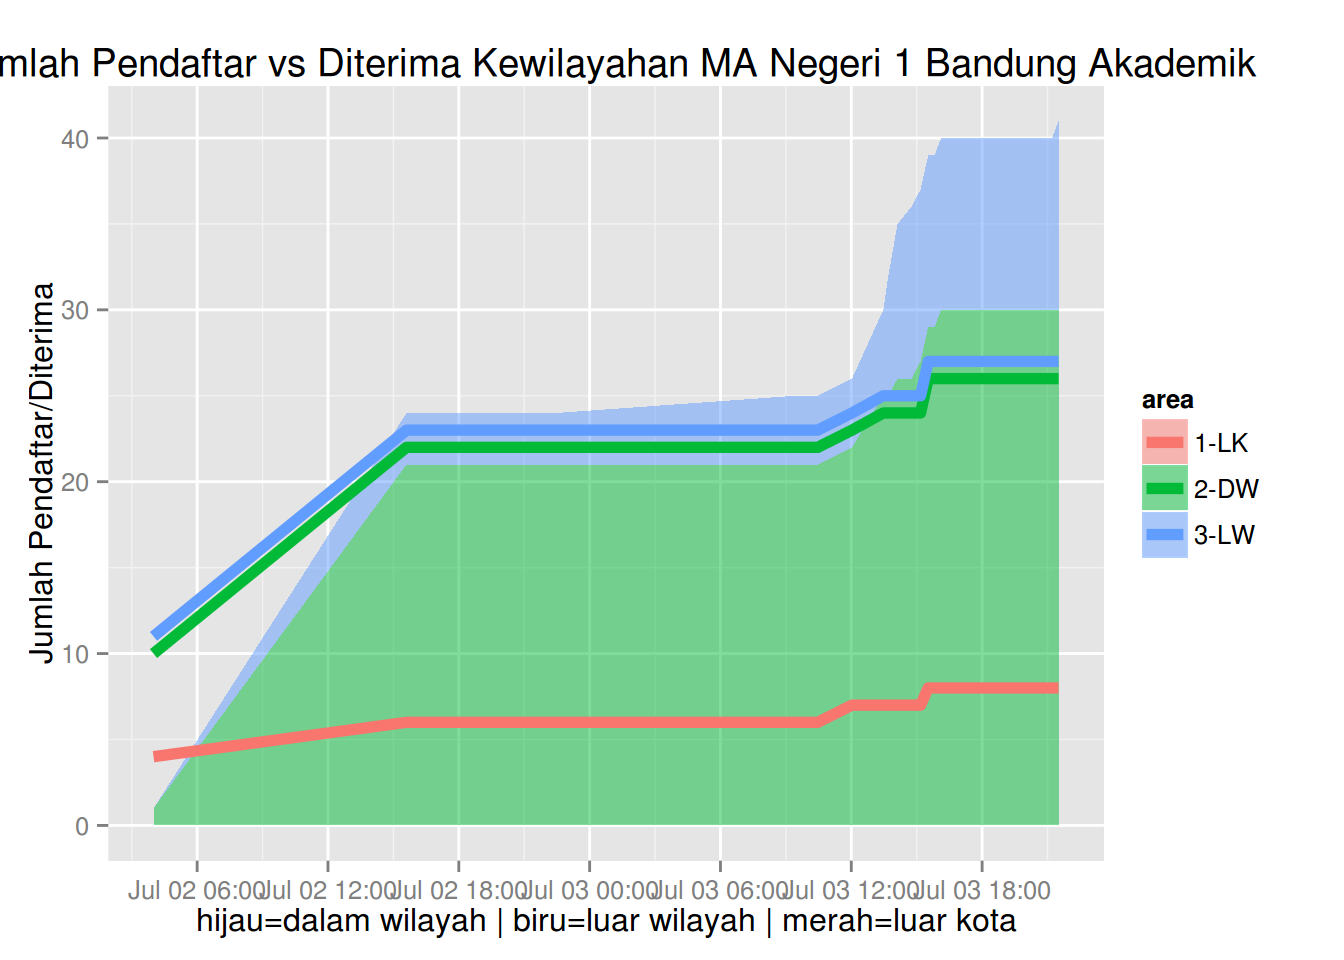 mlah Pendaftar vs Diterima Kewilayahan MA Negeri 1 Bandung Akademik
Jumlah Pendaftar/Diterima
40
30
20
10
0
Jul 02 06:00 Jul 02 12:00 Jul 02 18:00 Jul 03 00:00 Jul 03 06:00 Jul 03 12:00 Jul 03 18:00
hijau=dalam wilayah | biru=luar wilayah | merah=luar kota
area
1-LK
2-DW
3-LW